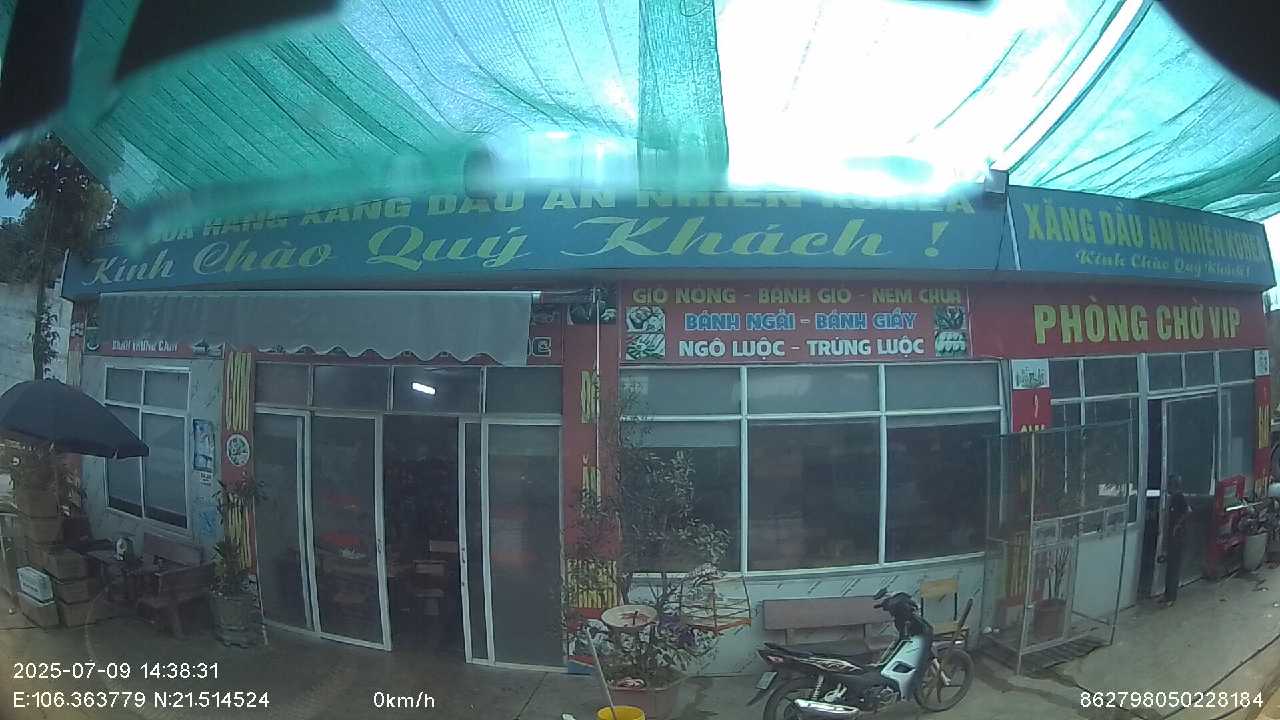 HÀNG XĂNG DẦU AN NHIÊN KOREA
Kính Chào Quý Khách !
XĂNG DẦU AN NHIÊN KOREA
Kính Chào Quý Khách !
GIÒ NÓNG - BÁNH GIÒ - NEM CHUA
BÁNH NGẢI - BÁNH GIẦY
NGÔ LUỘC - TRỨNG LUỘC
PHÒNG CHỜ VIP
CƠM
2025-07-09 14:38:31
E:106.363779 N:21.514524
0km/h
862798050228184